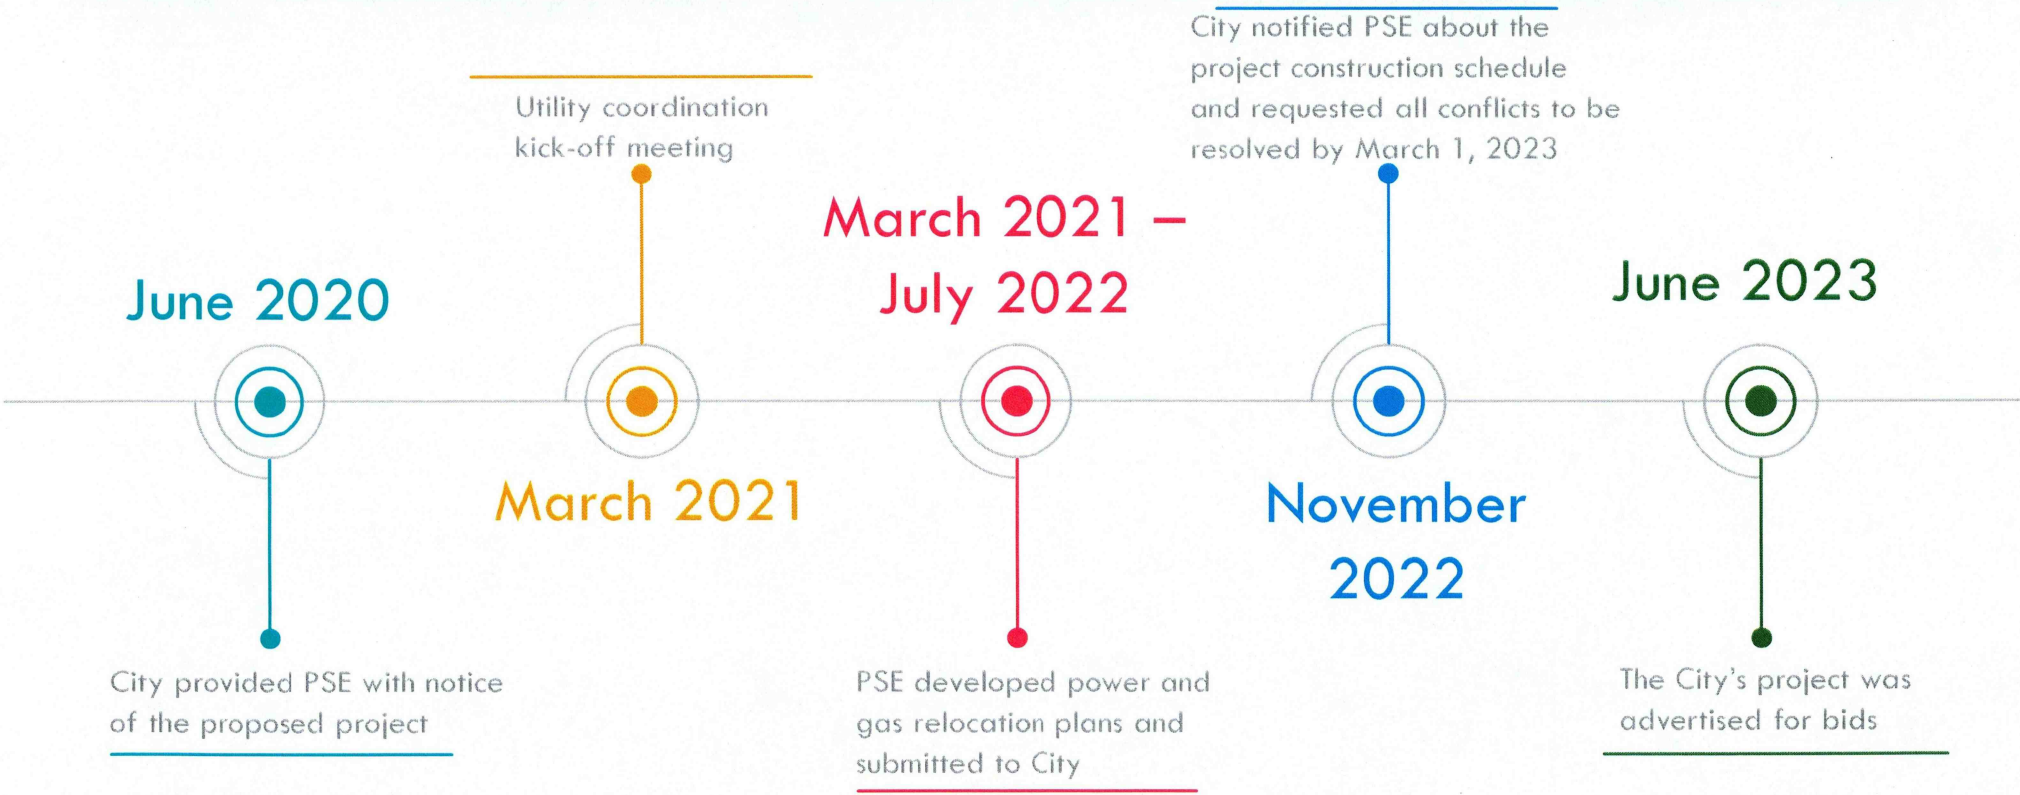 June 2020
City provided PSE with notice
of the proposed project
Utility coordination
kick-off meeting
March 2021
March 2021 –
July 2022
PSE developed power and
gas relocation plans and
submitted to City
City notified PSE about the
project construction schedule
and requested all conflicts to be
resolved by March 1, 2023
November
2022
June 2023
The City's project was
advertised for bids